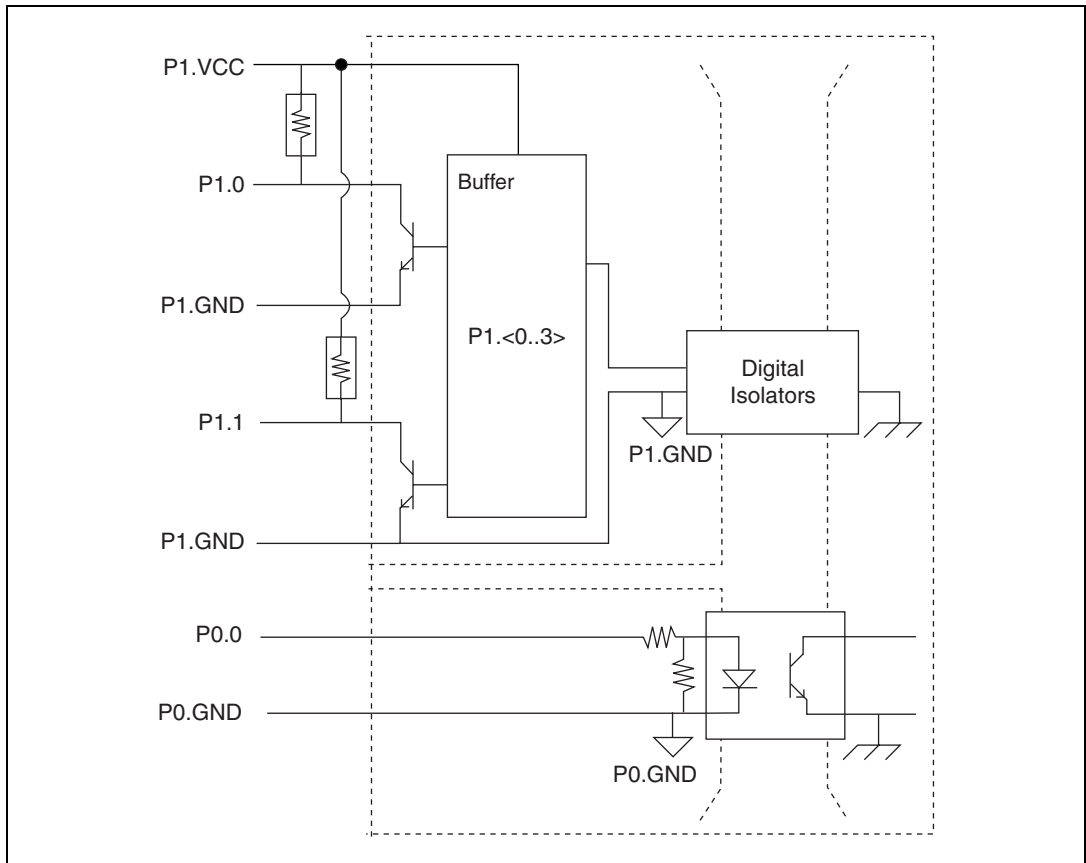 P1.VCC
Buffer
P1.0
P1.GND
P1.<0..3>
Digital
Isolators
P1.1
P1.GND
P1.GND
P0.0
P0.GND
P0.GND